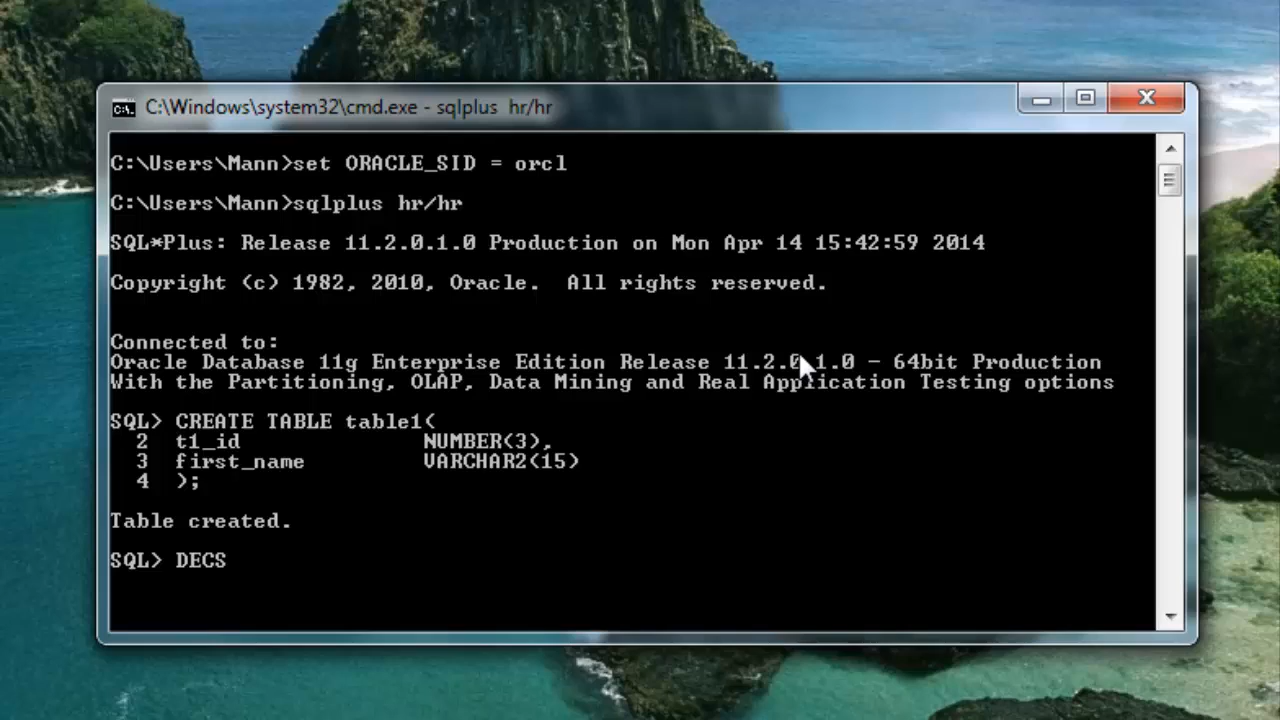 C:\Windows\system32\cmd.exe - sqlplus  hr/hr
C:\Users\Mann>set ORACLE_SID = orcl
C:\Users\Mann>sqlplus hr/hr
SQL*Plus: Release 11.2.0.1.0 Production on Mon Apr 14 15:42:59 2014
Copyright (c) 1982, 2010, Oracle.  All rights reserved.
Connected to:
Oracle Database 11g Enterprise Edition Release 11.2.0.1.0 - 64bit Production
With the Partitioning, OLAP, Data Mining and Real Application Testing options
SQL> CREATE TABLE table1(
2  t1_id              NUMBER(3),
3  first_name         VARCHAR2(15)
4  );
Table created.
SQL> DECS